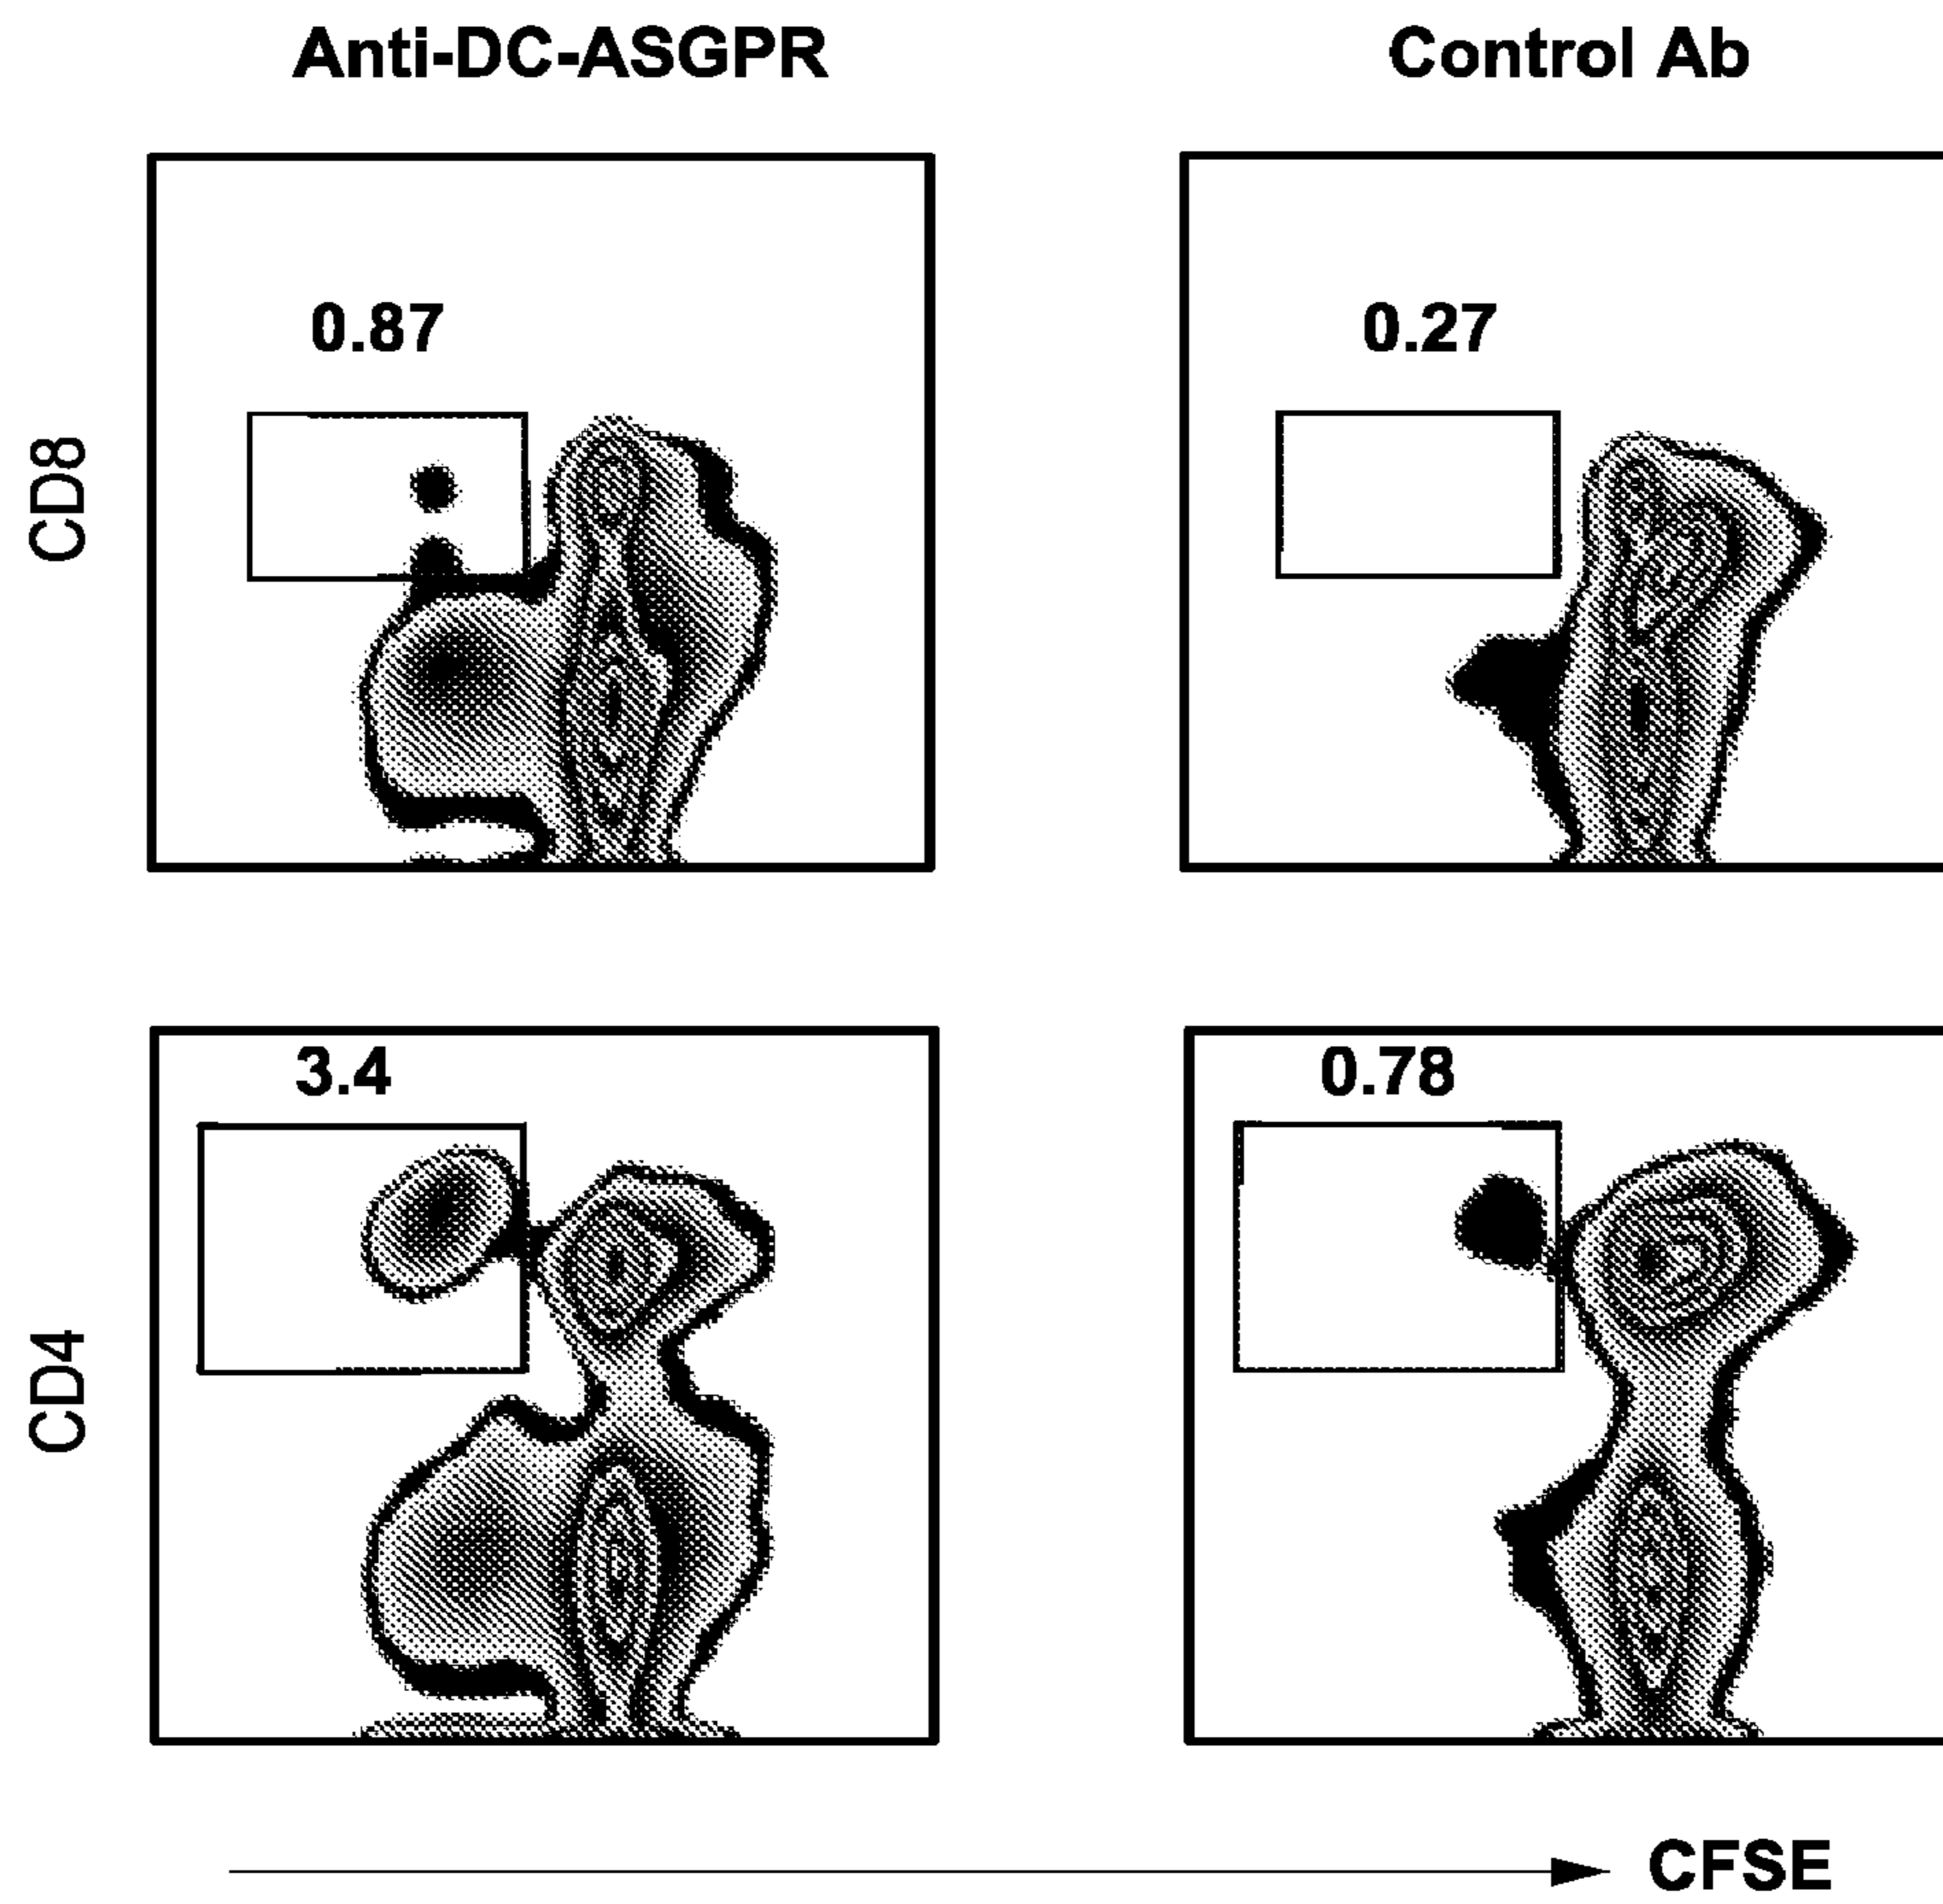 Anti-DC-ASGPR Control Ab
0.87 0.27
CD8
3.4 0.78
CD4
CFSE